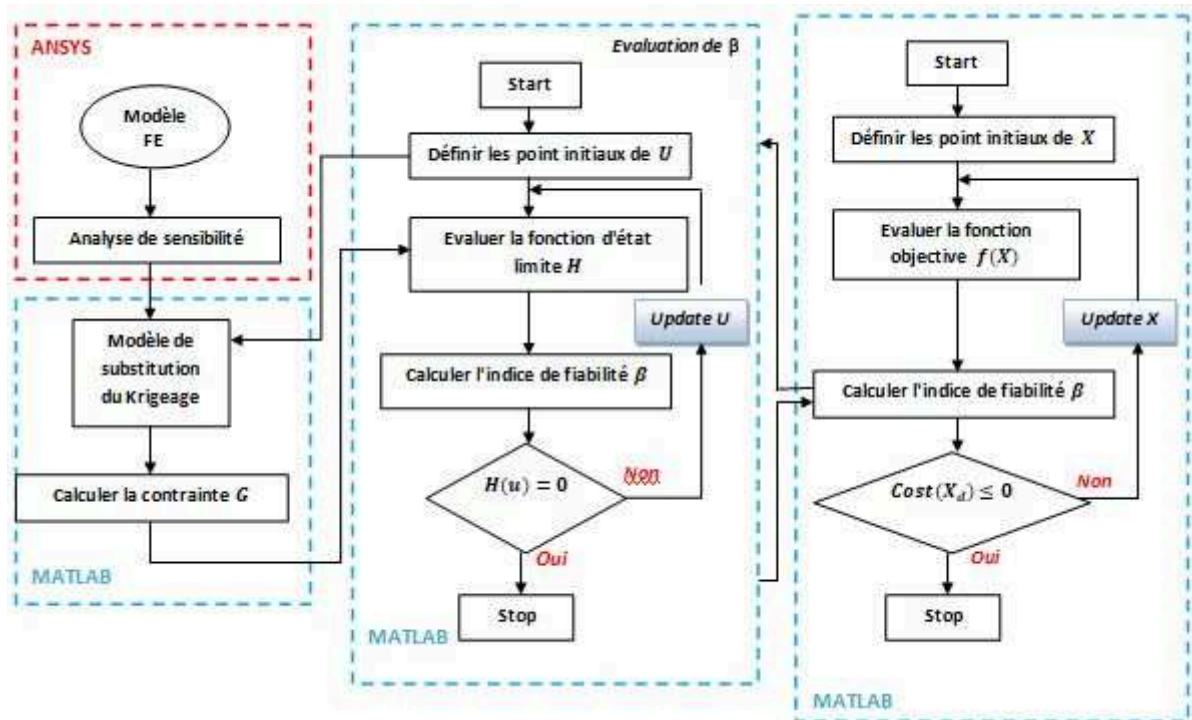 ANSYS
Modèle
FE
Analyse de sensibilité
Modèle de
substitution
du Krigeage
Calculer la contrainte G
MATLAB
Evaluation de β
Start
Définir les point initiaux de U
Evaluer la fonction d'état
limite H
Update U
Calculer l'indice de fiabilité β
H(u) = 0
Non
Oui
Stop
MATLAB
Start
Définir les point initiaux de X
Evaluer la fonction
objective f(X)
Update X
Calculer l'indice de fiabilité β
Cost(X_d) ≤ 0
Non
Oui
Stop
MATLAB